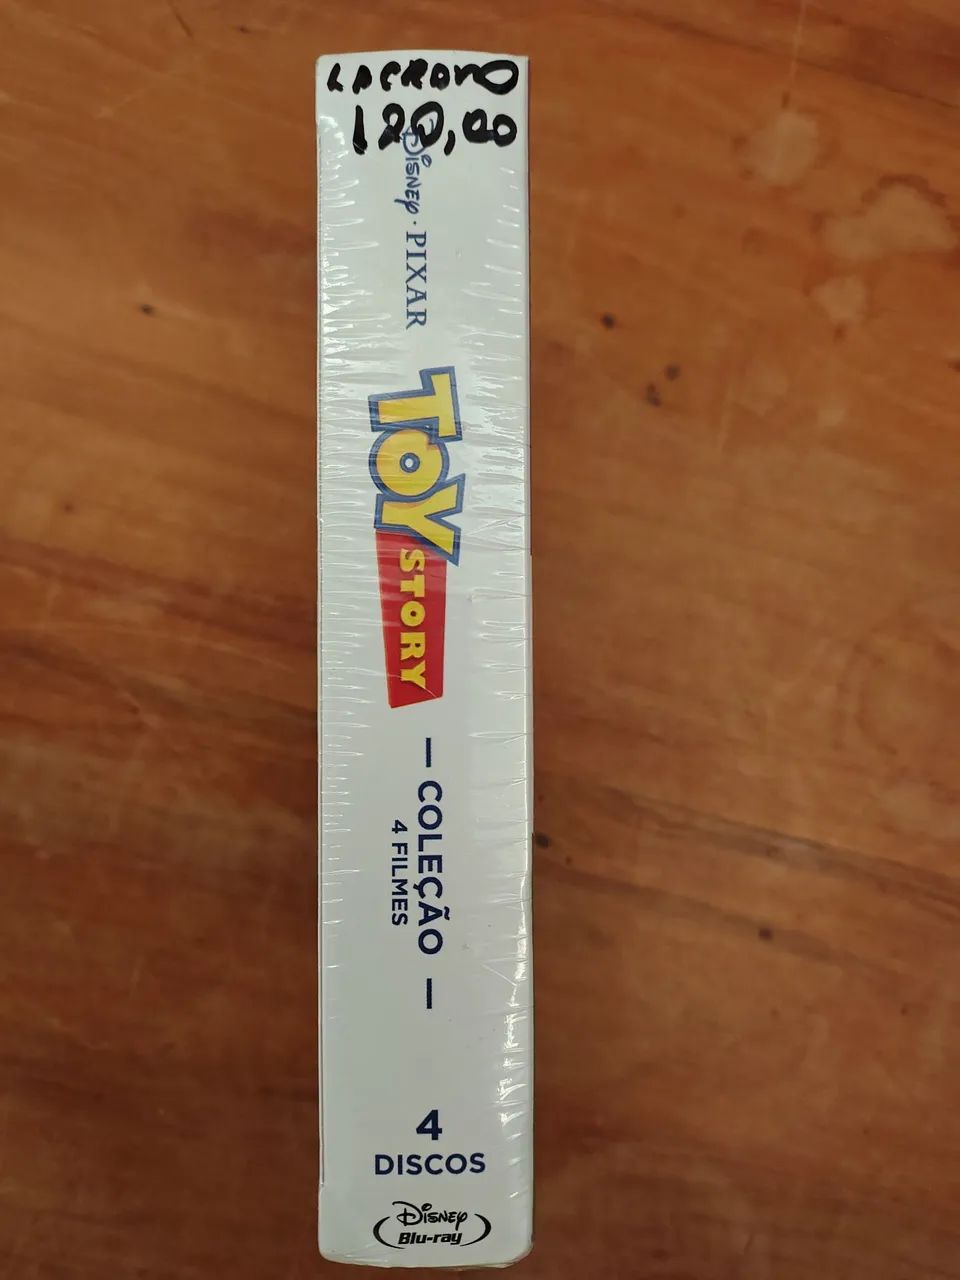 LACRADO
120,00
Disney · PIXAR
TOY
STORY
— COLEÇÃO —
4 FILMES
4
DISCOS
Disney
Blu-ray